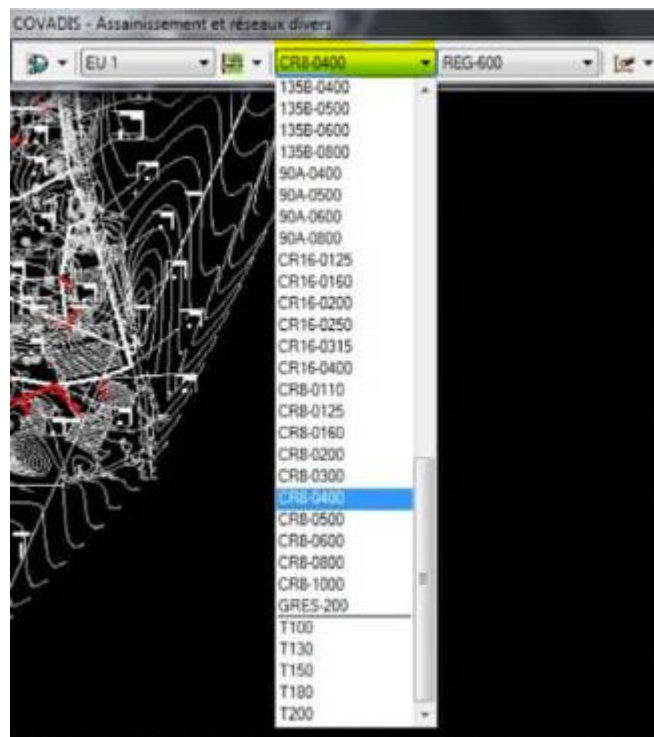 COVADIS - Assainissement et réseaux divers
EU 1 CR8-0400 REG-600
135B-0400
135B-0500
135B-0600
135B-0800
90A-0400
90A-0500
90A-0600
90A-0800
CR16-0125
CR16-0160
CR16-0200
CR16-0250
CR16-0315
CR16-0400
CR8-0110
CR8-0125
CR8-0160
CR8-0200
CR8-0300
CR8-0400
CR8-0500
CR8-0600
CR8-0800
CR8-1000
GRES-200
T100
T130
T150
T180
T200